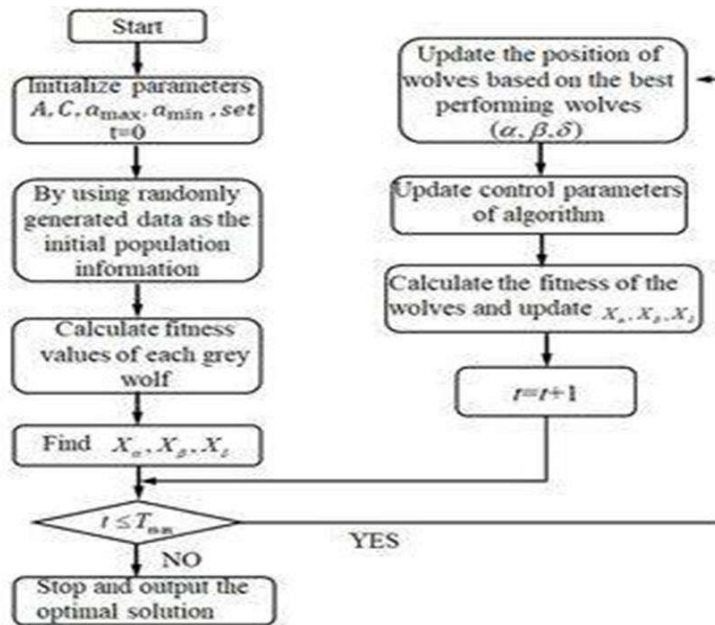 Start
Initialize parameters
A, C, a_max, a_min, set
t=0
By using randomly
generated data as the
initial population
information
Calculate fitness
values of each grey
wolf
Find X_α, X_β, X_δ
t ≤ T_max
NO
YES
Stop and output the
optimal solution
Update the position of
wolves based on the best
performing wolves
(α, β, δ)
Update control parameters
of algorithm
Calculate the fitness of the
wolves and update X_α, X_β, X_δ
t=t+1